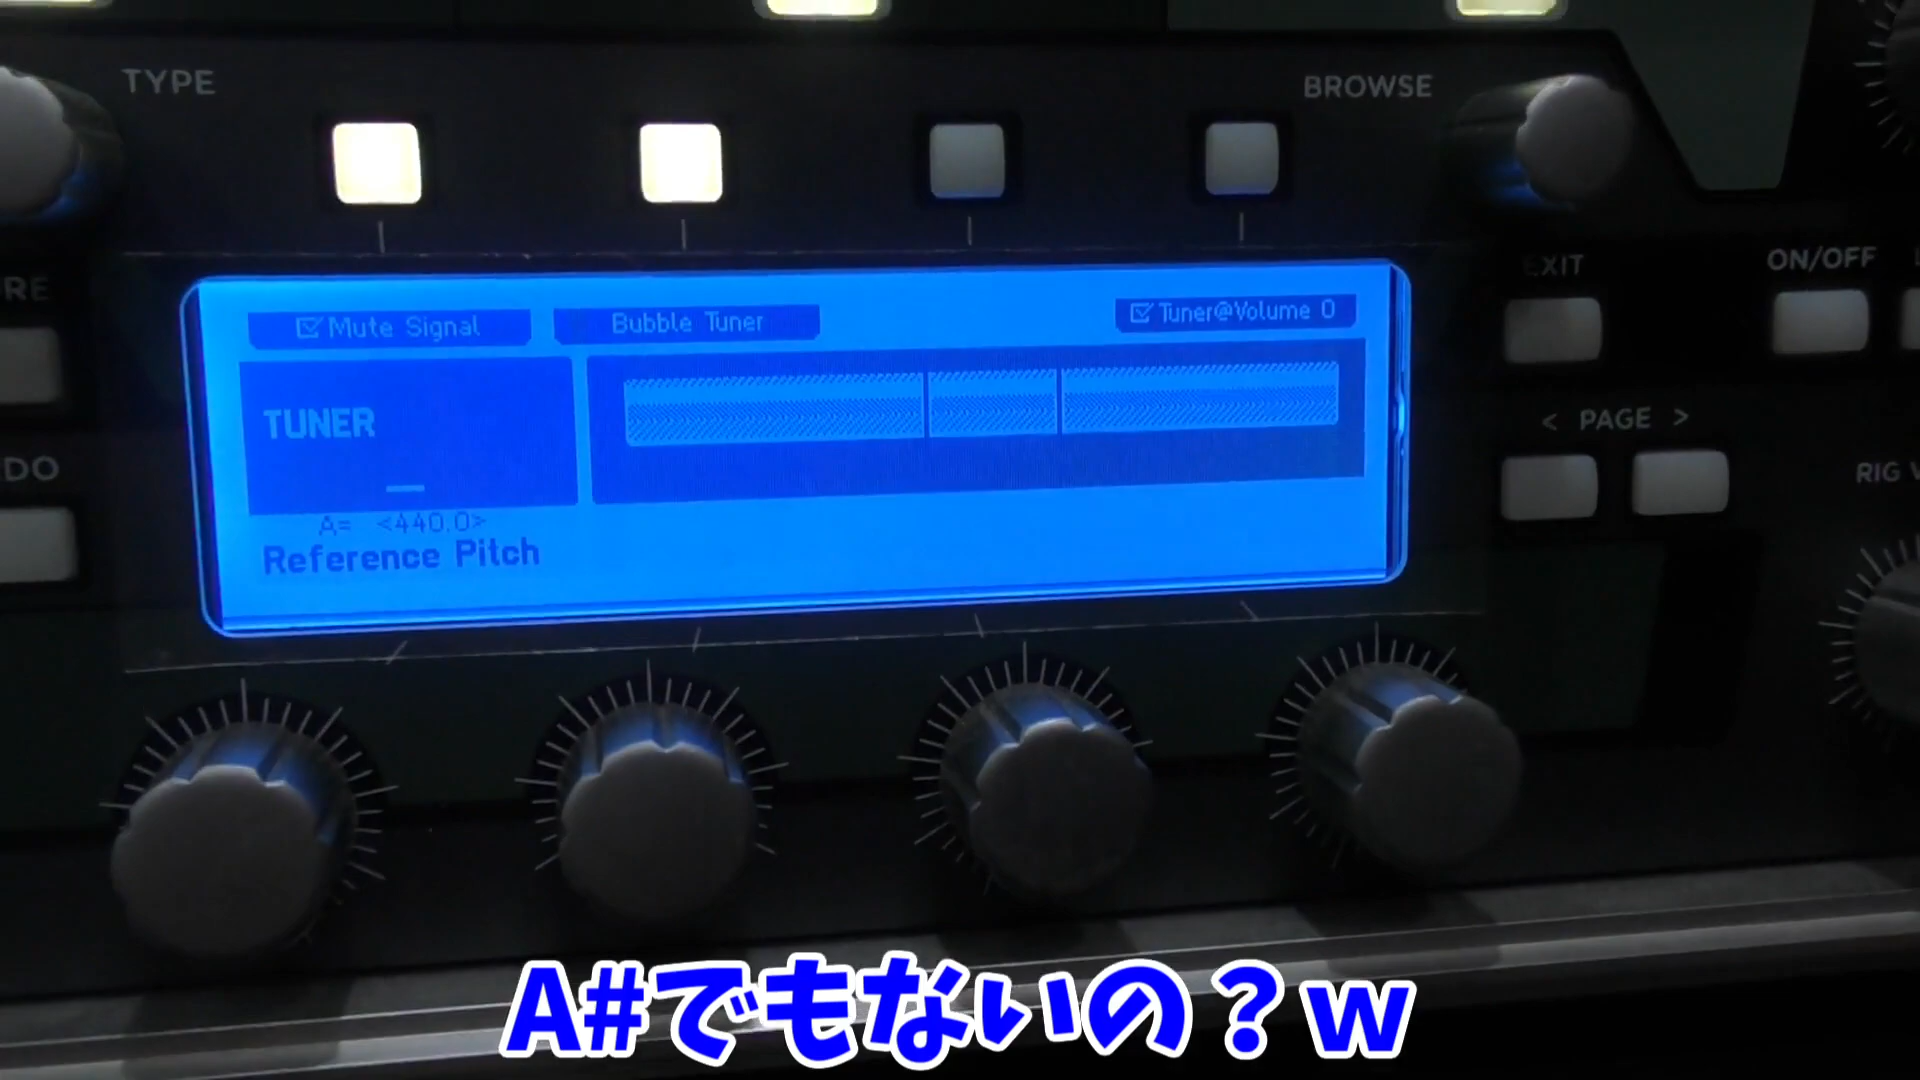 TYPE
BROWSE
RE
EXIT
ON/OFF
Mute Signal
Bubble Tuner
Tuner@Volume 0
TUNER
< PAGE >
DO
RIG
A= <440.0>
Reference Pitch
A#でもないの？w